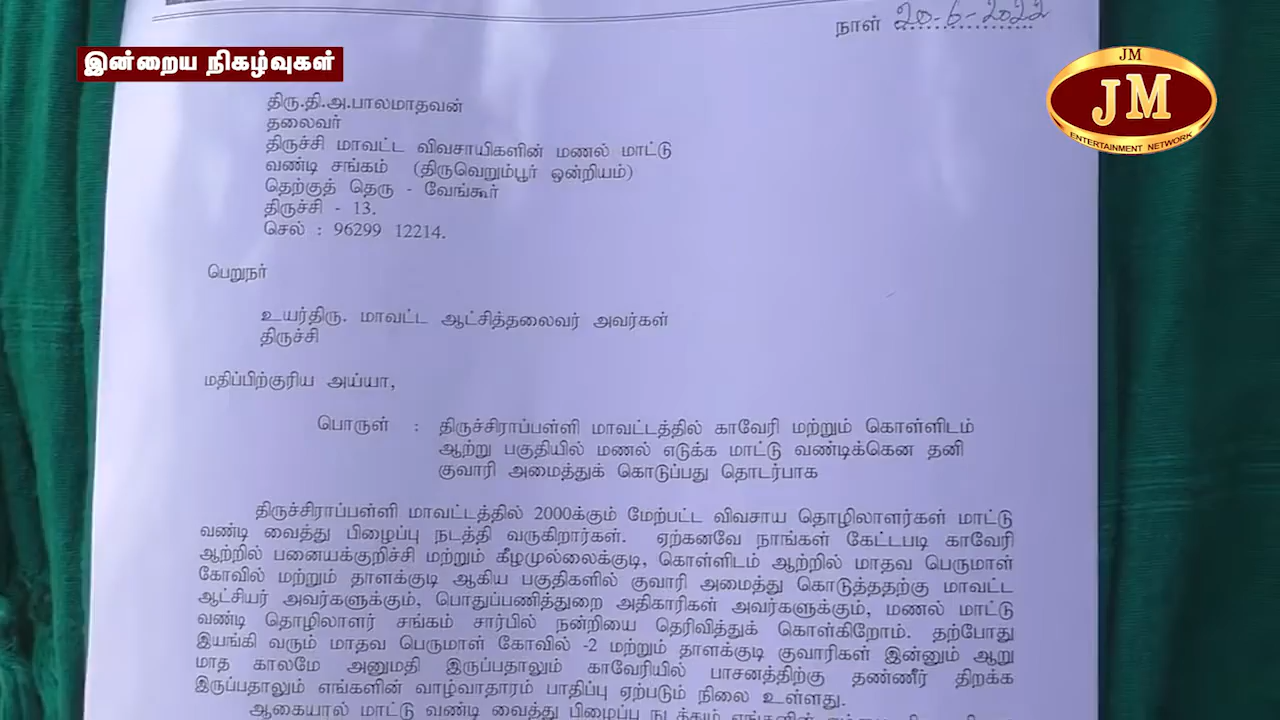 நாள் 20-6-2022
இன்றைய நிகழ்வுகள்
JM
JM
ENTERTAINMENT NETWORK
திரு.தி.அ.பாலமாதவன்
தலைவர்
திருச்சி மாவட்ட விவசாயிகளின் மணல் மாட்டு
வண்டி சங்கம் (திருவெறும்பூர் ஒன்றியம்)
தெற்குத் தெரு - வேங்கூர்
திருச்சி - 13.
செல் : 96299 12214.
பெறுநர்
உயர்திரு. மாவட்ட ஆட்சித்தலைவர் அவர்கள்
திருச்சி
மதிப்பிற்குரிய அய்யா,
பொருள் : திருச்சிராப்பள்ளி மாவட்டத்தில் காவேரி மற்றும் கொள்ளிடம்
ஆற்று பகுதியில் மணல் எடுக்க மாட்டு வண்டிக்கென தனி
குவாரி அமைத்துக் கொடுப்பது தொடர்பாக
திருச்சிராப்பள்ளி மாவட்டத்தில் 2000க்கும் மேற்பட்ட விவசாய தொழிலாளர்கள் மாட்டு
வண்டி வைத்து பிழைப்பு நடத்தி வருகிறார்கள். ஏற்கனவே நாங்கள் கேட்டபடி காவேரி
ஆற்றில் பனையக்குறிச்சி மற்றும் கீழமுல்லைக்குடி, கொள்ளிடம் ஆற்றில் மாதவ பெருமாள்
கோவில் மற்றும் தாளக்குடி ஆகிய பகுதிகளில் குவாரி அமைத்து கொடுத்ததற்கு மாவட்ட
ஆட்சியர் அவர்களுக்கும், பொதுப்பணித்துறை அதிகாரிகள் அவர்களுக்கும், மணல் மாட்டு
வண்டி தொழிலாளர் சங்கம் சார்பில் நன்றியை தெரிவித்துக் கொள்கிறோம். தற்போது
இயங்கி வரும் மாதவ பெருமாள் கோவில் -2 மற்றும் தாளக்குடி குவாரிகள் இன்னும் ஆறு
மாத காலமே அனுமதி இருப்பதாலும் காவேரியில் பாசனத்திற்கு தண்ணீர் திறக்க
இருப்பதாலும் எங்களின் வாழ்வாதாரம் பாதிப்பு ஏற்படும் நிலை உள்ளது.
ஆகையால் மாட்டு வண்டி வைத்து பிழைப்பு நடத்தும் எங்களின்